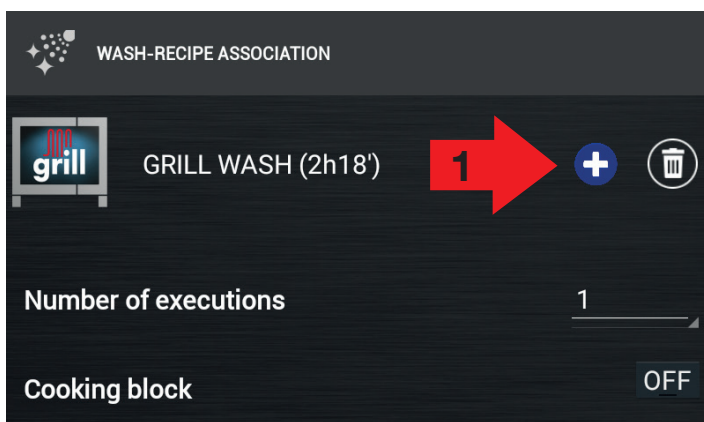 WASH-RECIPE ASSOCIATION
grill GRILL WASH (2h18') 1
Number of executions 1
Cooking block OFF